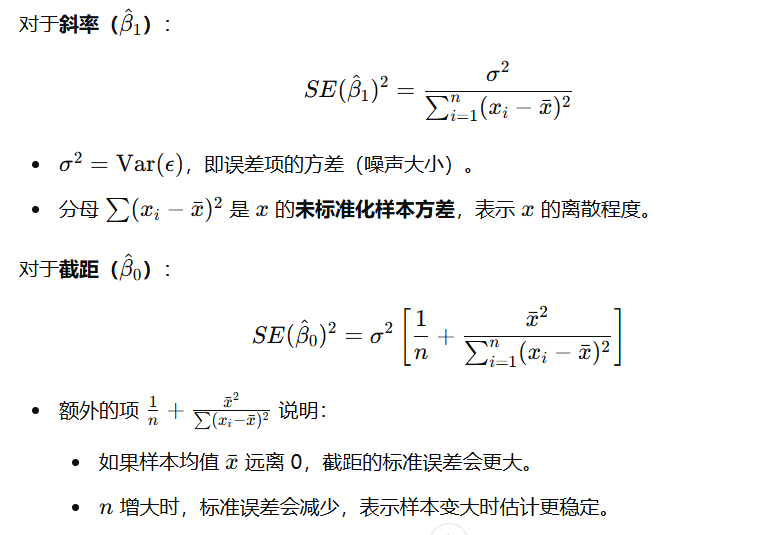 对于斜率（$\hat{\beta}_1$）：
$SE(\hat{\beta}_1)^2 = \frac{\sigma^2}{\sum_{i=1}^{n}(x_i - \bar{x})^2}$
• $\sigma^2 = \mathrm{Var}(\epsilon)$，即误差项的方差（噪声大小）。
• 分母 $\sum(x_i - \bar{x})^2$ 是 $x$ 的未标准化样本方差，表示 $x$ 的离散程度。
对于截距（$\hat{\beta}_0$）：
$SE(\hat{\beta}_0)^2 = \sigma^2 \left[\frac{1}{n} + \frac{\bar{x}^2}{\sum_{i=1}^{n}(x_i - \bar{x})^2}\right]$
• 额外的项 $\frac{1}{n} + \frac{\bar{x}^2}{\sum(x_i - \bar{x})^2}$ 说明：
• 如果样本均值 $\bar{x}$ 远离 0，截距的标准误差会更大。
• $n$ 增大时，标准误差会减少，表示样本变大时估计更稳定。